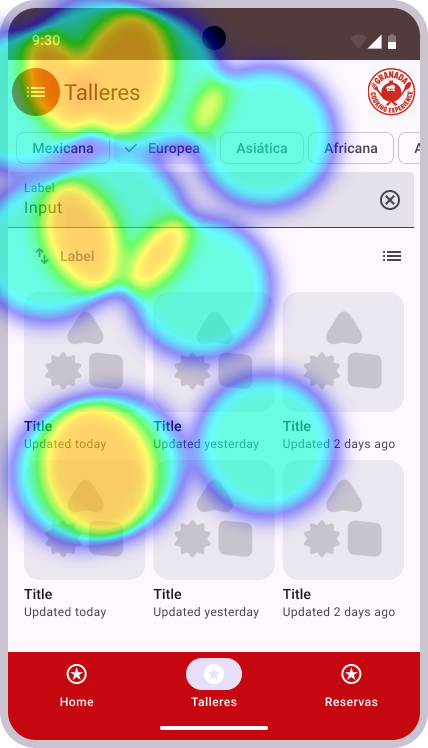 9:30
Talleres
GRANADA
COOKING EXPERIENCE
Mexicana
Europea
Asiática
Africana
A
Label
Input
Label
Title
Title
Title
Updated today
Updated yesterday
Updated 2 days ago
Title
Title
Title
Updated today
Updated yesterday
Updated 2 days ago
Home
Talleres
Reservas